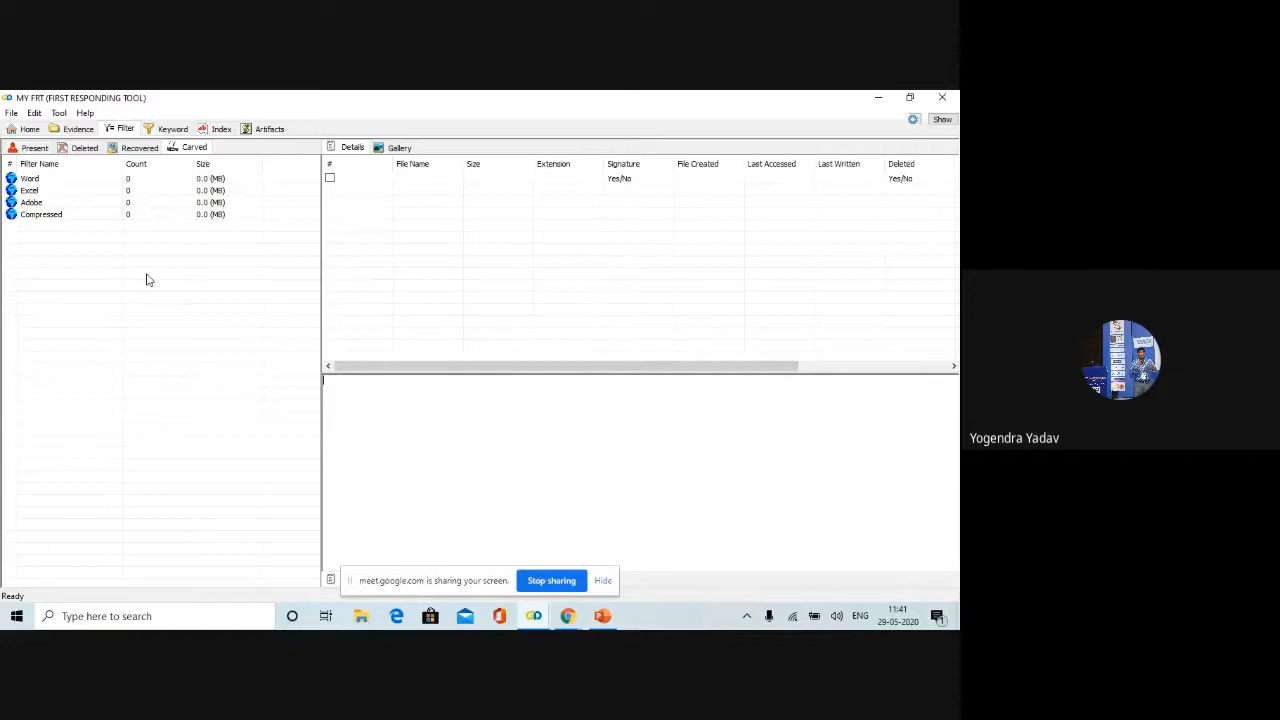 MY FRT (FIRST RESPONDING TOOL)
File Edit Tool Help
Home Evidence Filter Keyword Index Artifacts Show
Present Deleted Recovered Carved Details Gallery
# Filter Name Count Size # File Name Size Extension Signature File Created Last Accessed Last Written Deleted
Word 0 0.0 (MB) Yes/No Yes/No
Excel 0 0.0 (MB)
Adobe 0 0.0 (MB)
Compressed 0 0.0 (MB)
Yogendra Yadav
meet.google.com is sharing your screen. Stop sharing Hide
Ready
Type here to search ENG 11:41
29-05-2020